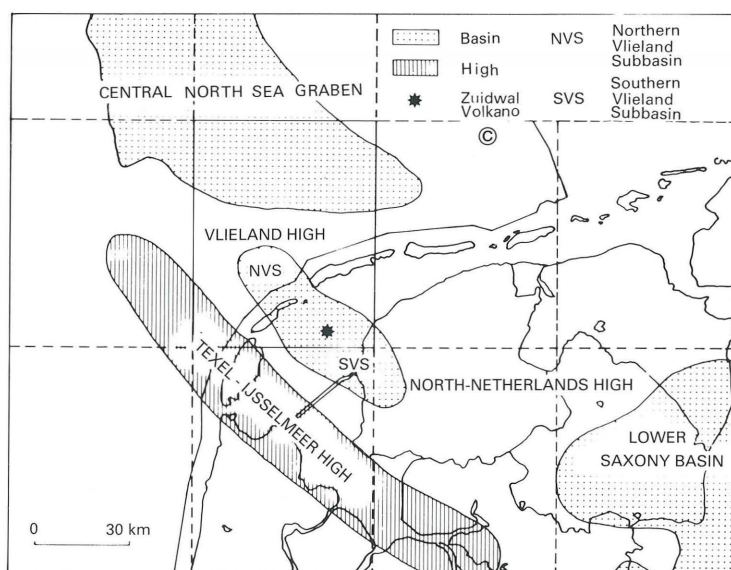 Basin
High
Zuidwal
Volkano
NVS
Northern
Vlieland
Subbasin
SVS
Southern
Vlieland
Subbasin
©
CENTRAL NORTH SEA GRABEN
VLIELAND HIGH
NVS
SVS
TEXEL-IJSSELMEER HIGH
NORTH-NETHERLANDS HIGH
LOWER
SAXONY BASIN
0 30 km